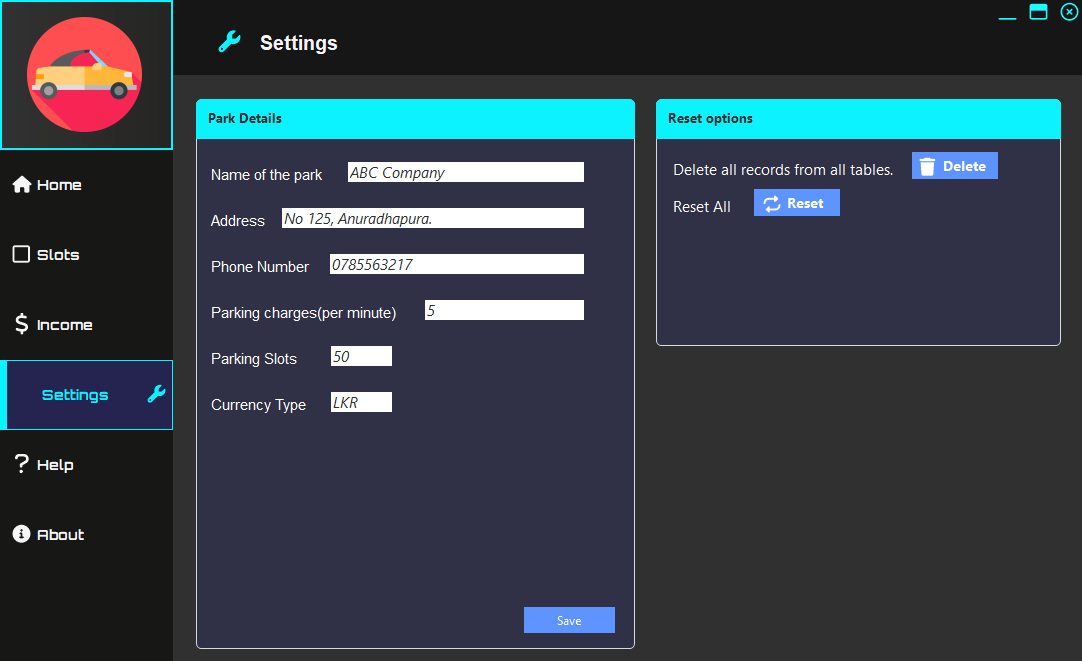 Settings
Home
Slots
Income
Settings
Help
About
Park Details
Name of the park ABC Company
Address No 125, Anuradhapura.
Phone Number 0785563217
Parking charges(per minute) 5
Parking Slots 50
Currency Type LKR
Save
Reset options
Delete all records from all tables. Delete
Reset All Reset